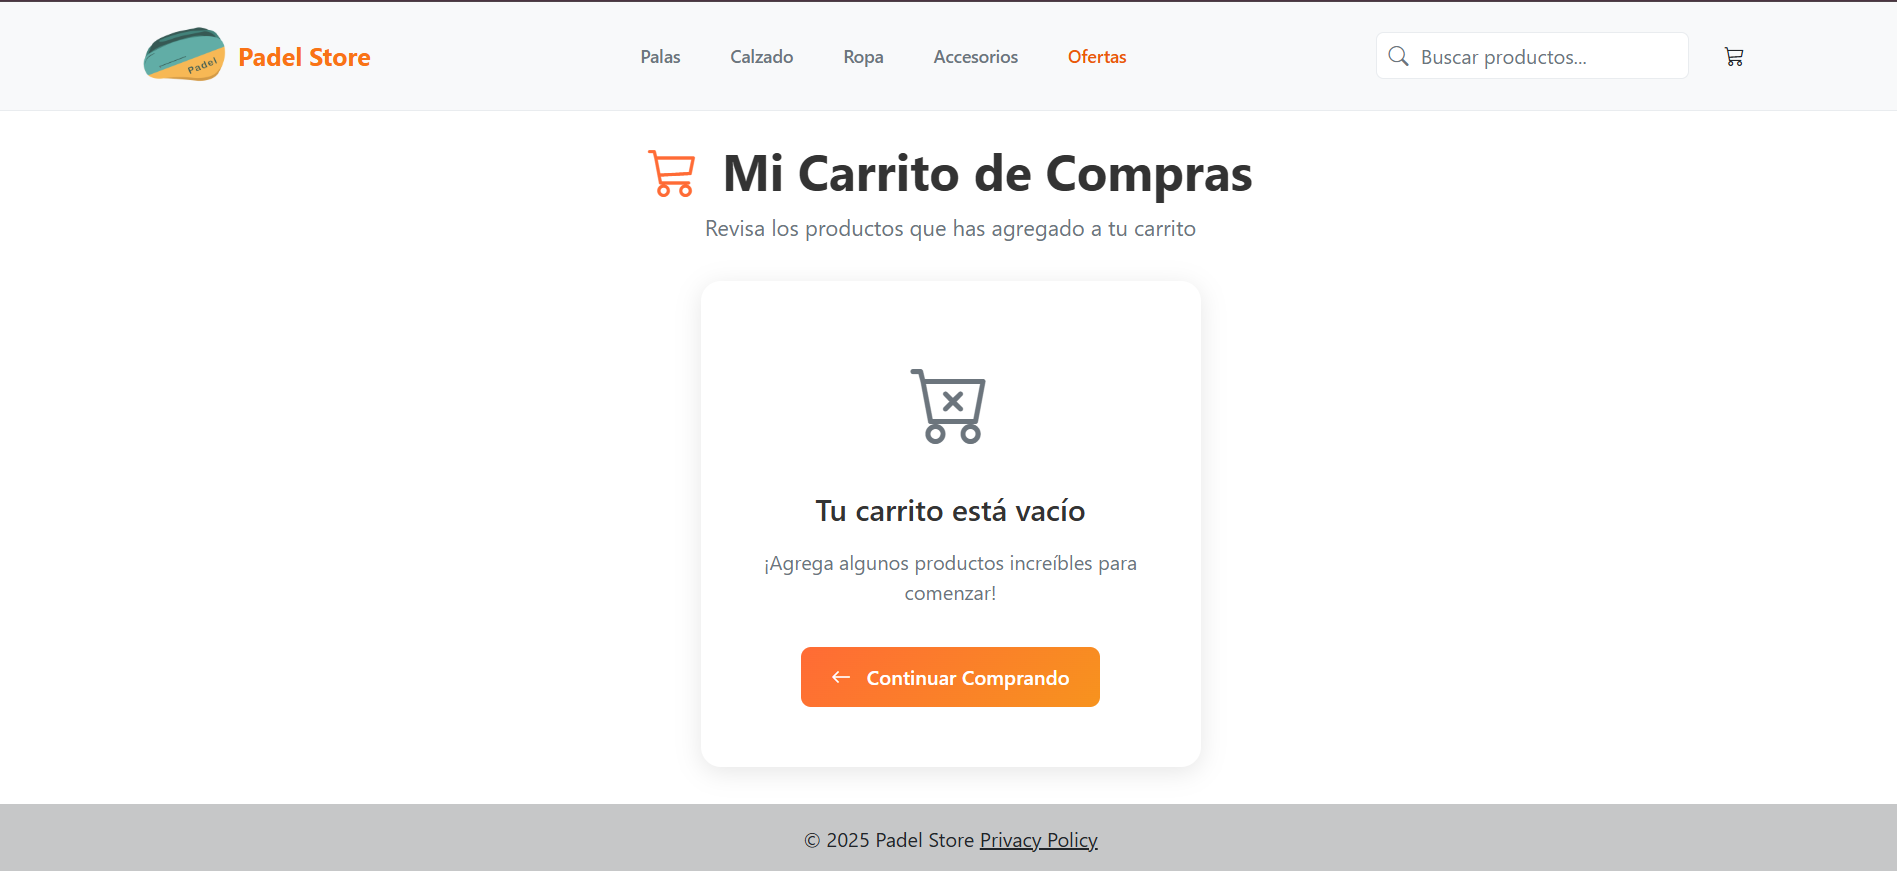 Padel
Padel Store
Palas
Calzado
Ropa
Accesorios
Ofertas
Buscar productos...
Mi Carrito de Compras
Revisa los productos que has agregado a tu carrito
Tu carrito está vacío
¡Agrega algunos productos increíbles para
comenzar!
Continuar Comprando
© 2025 Padel Store Privacy Policy